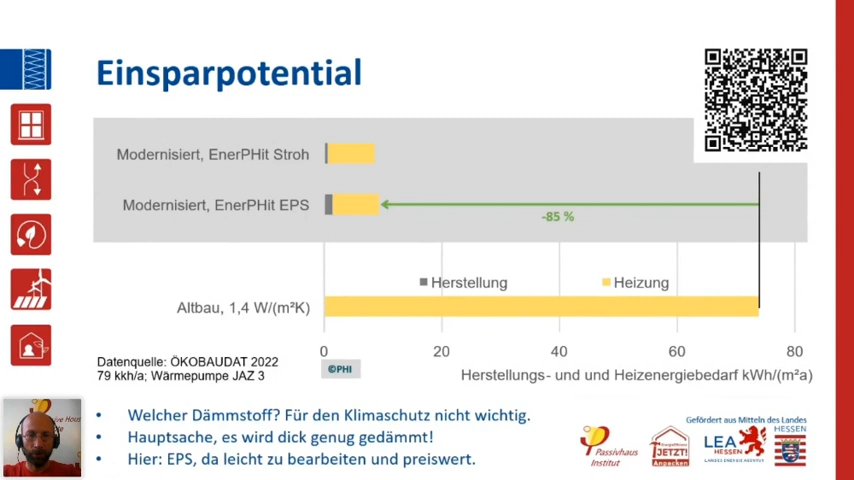 Einsparpotential
Modernisiert, EnerPHit Stroh
Modernisiert, EnerPHit EPS
-85 %
Herstellung
Heizung
Altbau, 1,4 W/(m²K)
0
20
40
60
80
©PHI
Herstellungs- und und Heizenergiebedarf kWh/(m²a)
Datenquelle: ÖKOBAUDAT 2022
79 kkh/a; Wärmepumpe JAZ 3
• Welcher Dämmstoff? Für den Klimaschutz nicht wichtig.
• Hauptsache, es wird dick genug gedämmt!
• Hier: EPS, da leicht zu bearbeiten und preiswert.
Passivhaus
Institut
JETZT!
Anpacken
Gefördert aus Mitteln des Landes
HESSEN
LEA
HESSEN
LANDES ENERGIE AGENTUR
HESSEN